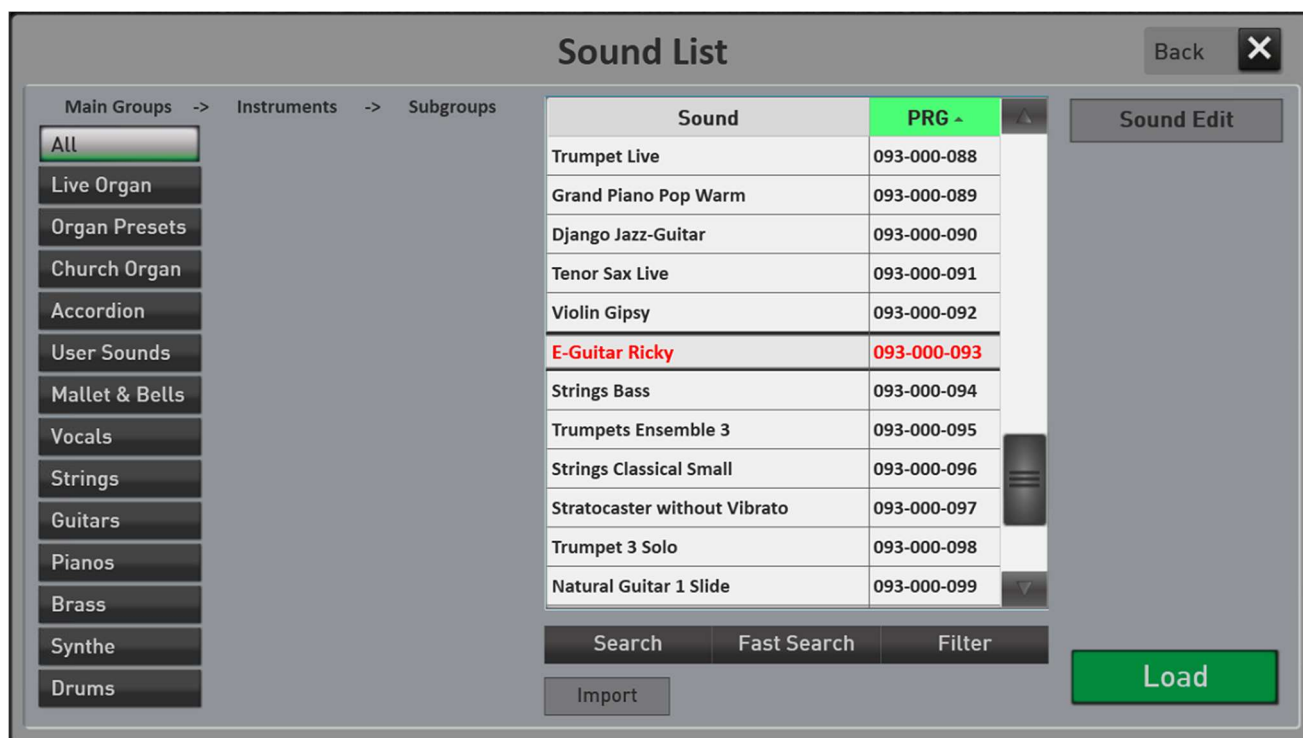 Sound List
Back
Main Groups -> Instruments -> Subgroups
All
Live Organ
Organ Presets
Church Organ
Accordion
User Sounds
Mallet & Bells
Vocals
Strings
Guitars
Pianos
Brass
Synthe
Drums
Sound PRG
Trumpet Live 093-000-088
Grand Piano Pop Warm 093-000-089
Django Jazz-Guitar 093-000-090
Tenor Sax Live 093-000-091
Violin Gipsy 093-000-092
E-Guitar Ricky 093-000-093
Strings Bass 093-000-094
Trumpets Ensemble 3 093-000-095
Strings Classical Small 093-000-096
Stratocaster without Vibrato 093-000-097
Trumpet 3 Solo 093-000-098
Natural Guitar 1 Slide 093-000-099
Search Fast Search Filter
Import
Sound Edit
Load